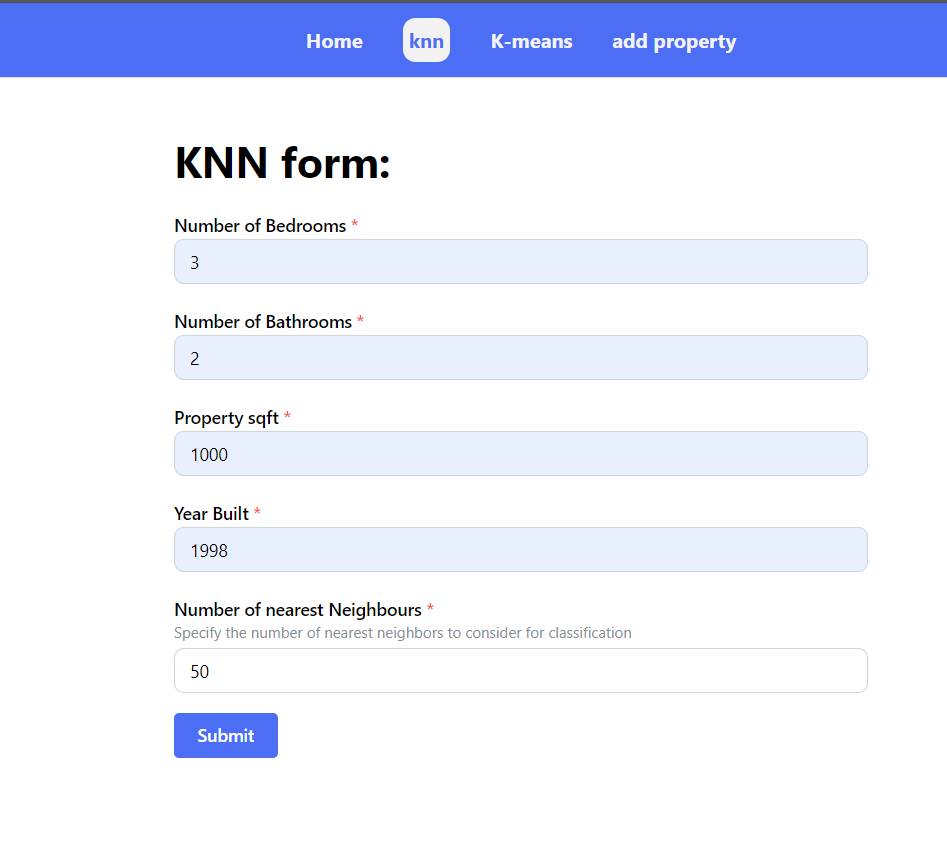 Home knn K-means add property
KNN form:
Number of Bedrooms *
3
Number of Bathrooms *
2
Property sqft *
1000
Year Built *
1998
Number of nearest Neighbours *
Specify the number of nearest neighbors to consider for classification
50
Submit